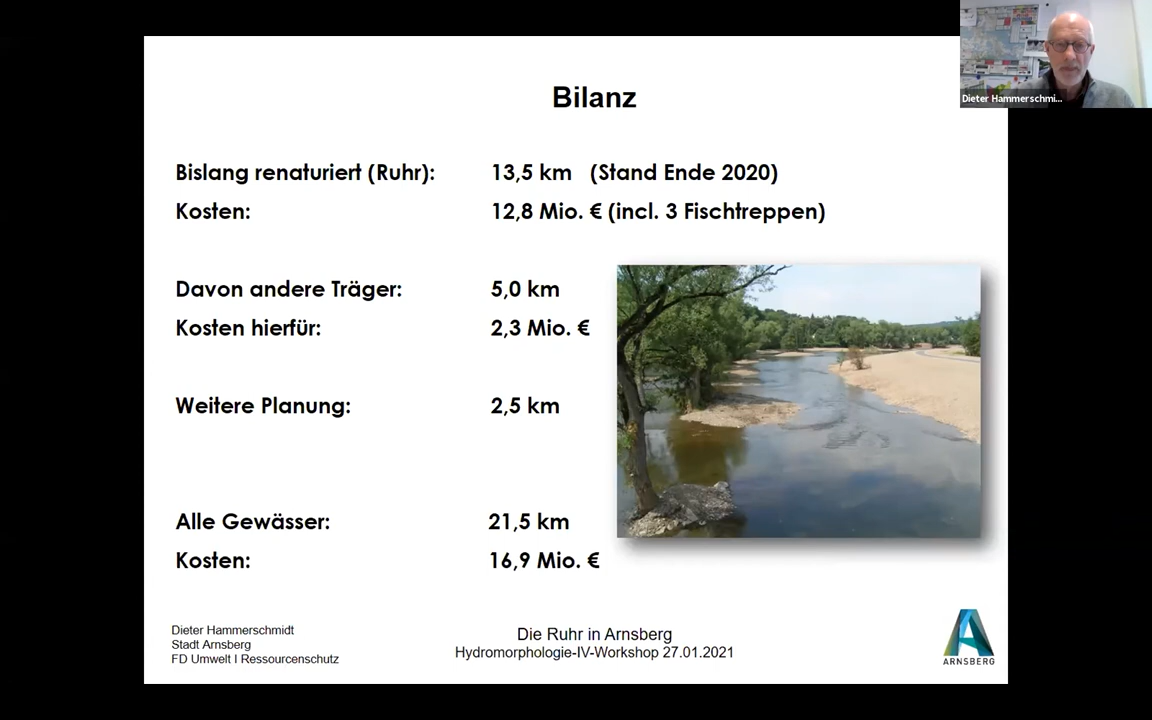 Dieter Hammerschmi...
Bilanz
Bislang renaturiert (Ruhr): 13,5 km (Stand Ende 2020)
Kosten: 12,8 Mio. € (incl. 3 Fischtreppen)
Davon andere Träger: 5,0 km
Kosten hierfür: 2,3 Mio. €
Weitere Planung: 2,5 km
Alle Gewässer: 21,5 km
Kosten: 16,9 Mio. €
Dieter Hammerschmidt
Stadt Arnsberg
FD Umwelt I Ressourcenschutz
Die Ruhr in Arnsberg
Hydromorphologie-IV-Workshop 27.01.2021
ARNSBERG